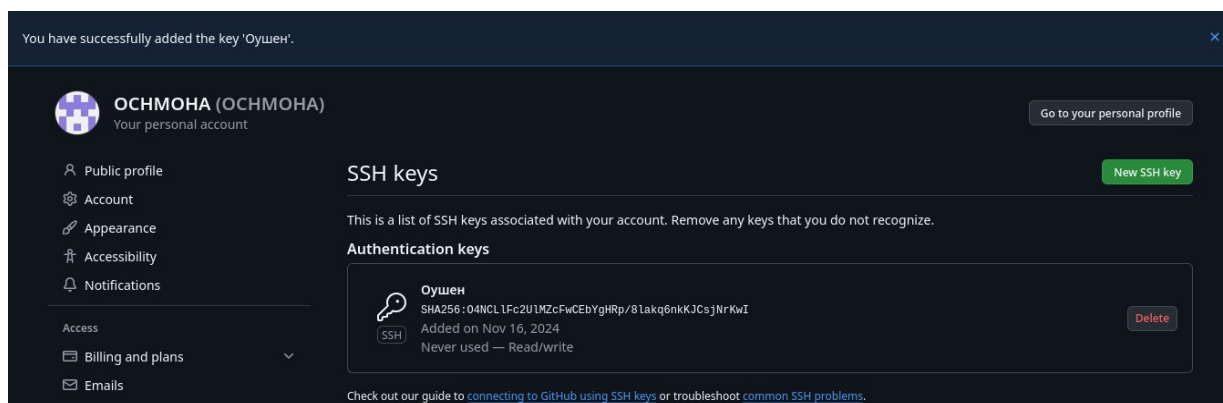 You have successfully added the key 'Оушен'.
OCHMOHA (OCHMOHA)
Your personal account
Go to your personal profile
Public profile
Account
Appearance
Accessibility
Notifications
Access
Billing and plans
Emails
SSH keys
New SSH key
This is a list of SSH keys associated with your account. Remove any keys that you do not recognize.
Authentication keys
Оушен
SHA256:O4NCLlFc2UlMZcFwCEbYgHRp/8lakq6nkKJCsjNrKwI
SSH
Added on Nov 16, 2024
Never used — Read/write
Delete
Check out our guide to connecting to GitHub using SSH keys or troubleshoot common SSH problems.